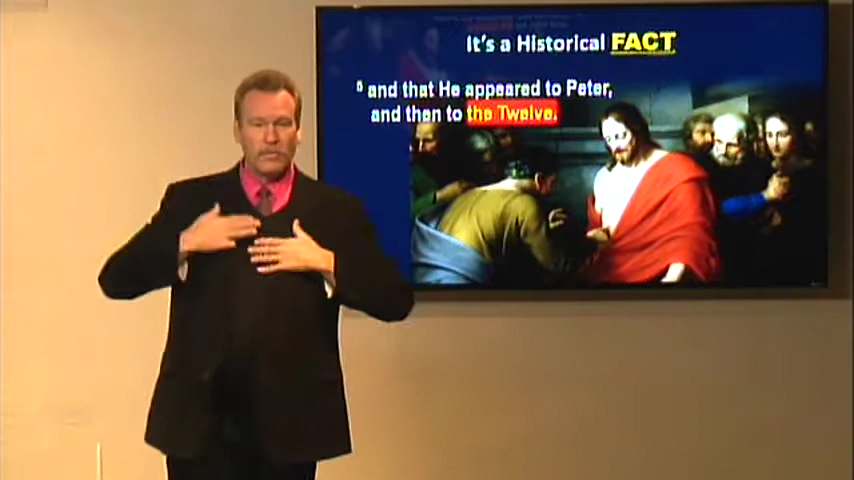 It's a Historical FACT
5 and that He appeared to Peter,
and then to the Twelve.